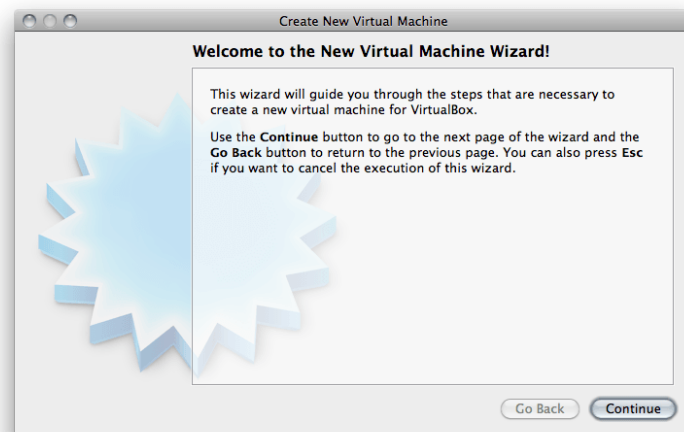 Create New Virtual Machine
Welcome to the New Virtual Machine Wizard!
This wizard will guide you through the steps that are necessary to
create a new virtual machine for VirtualBox.
Use the Continue button to go to the next page of the wizard and the
Go Back button to return to the previous page. You can also press Esc
if you want to cancel the execution of this wizard.
Go Back
Continue